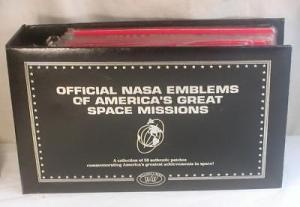 OFFICIAL NASA EMBLEMS
OF AMERICA'S GREAT
SPACE MISSIONS
A collection of 50 authentic patches
commemorating America's greatest achievements in space!